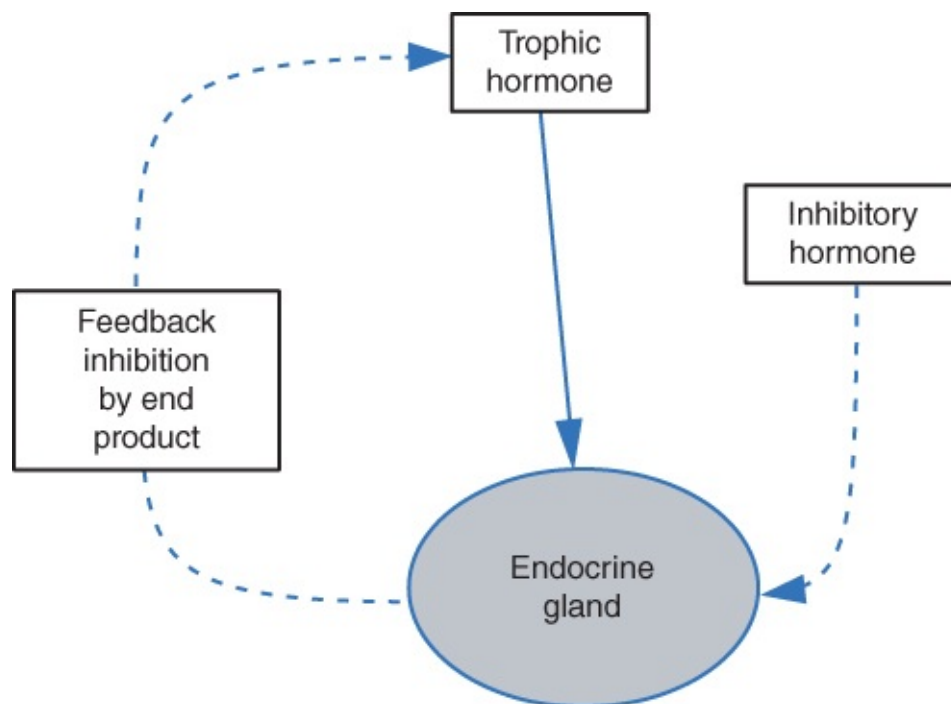 Trophic
hormone
Inhibitory
hormone
Feedback
inhibition
by end
product
Endocrine
gland